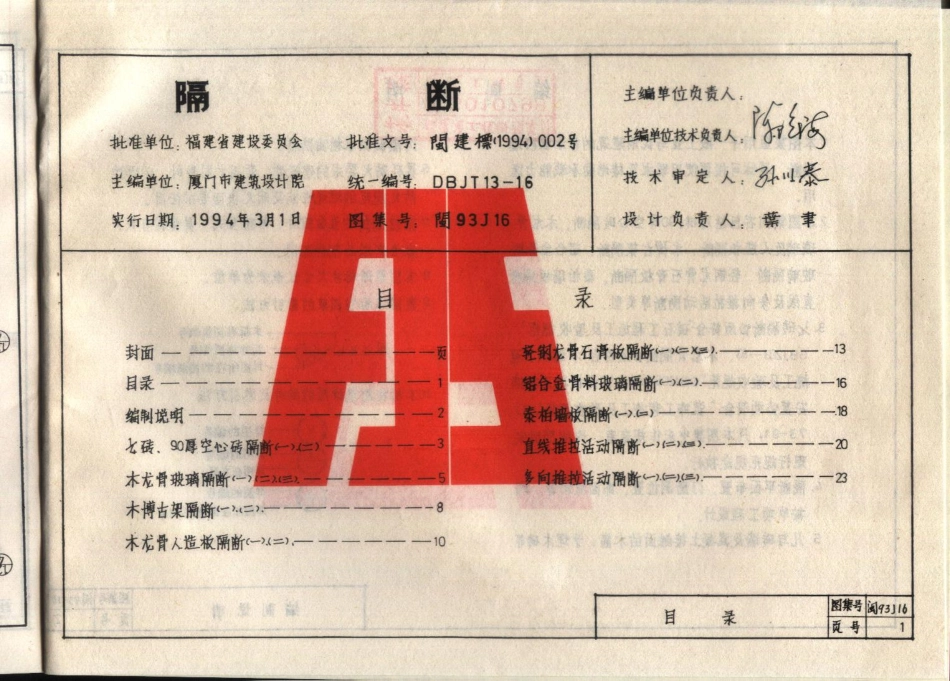 隔 断
批准单位：福建省建设委员会 批准文号：閩建標(1994)002号
主编单位：厦门市建筑设计院 统一编号：DBJT13-16
实行日期：1994年3月1日 图集号：閩93J16
主编单位负责人：
主编单位技术负责人：
技术审定人：
设计负责人：葉聿
目 录
封面 页
目录 1
编制说明 2
七砖、90厚空心砖隔断(一)(二) 3
木龙骨玻璃隔断(一)(二)(三) 5
木博古架隔断(一)(二) 8
木龙骨人造板隔断(一)(二) 10
轻钢龙骨石膏板隔断(一)(二)(三) 13
铝合金骨料玻璃隔断(一)(二) 16
泰柏墙板隔断(一)(二) 18
直线推拉活动隔断(一)(二)(三) 20
多向推拉活动隔断(一)(二)(三) 23
目 录
图集号 闽93J16
页号 1